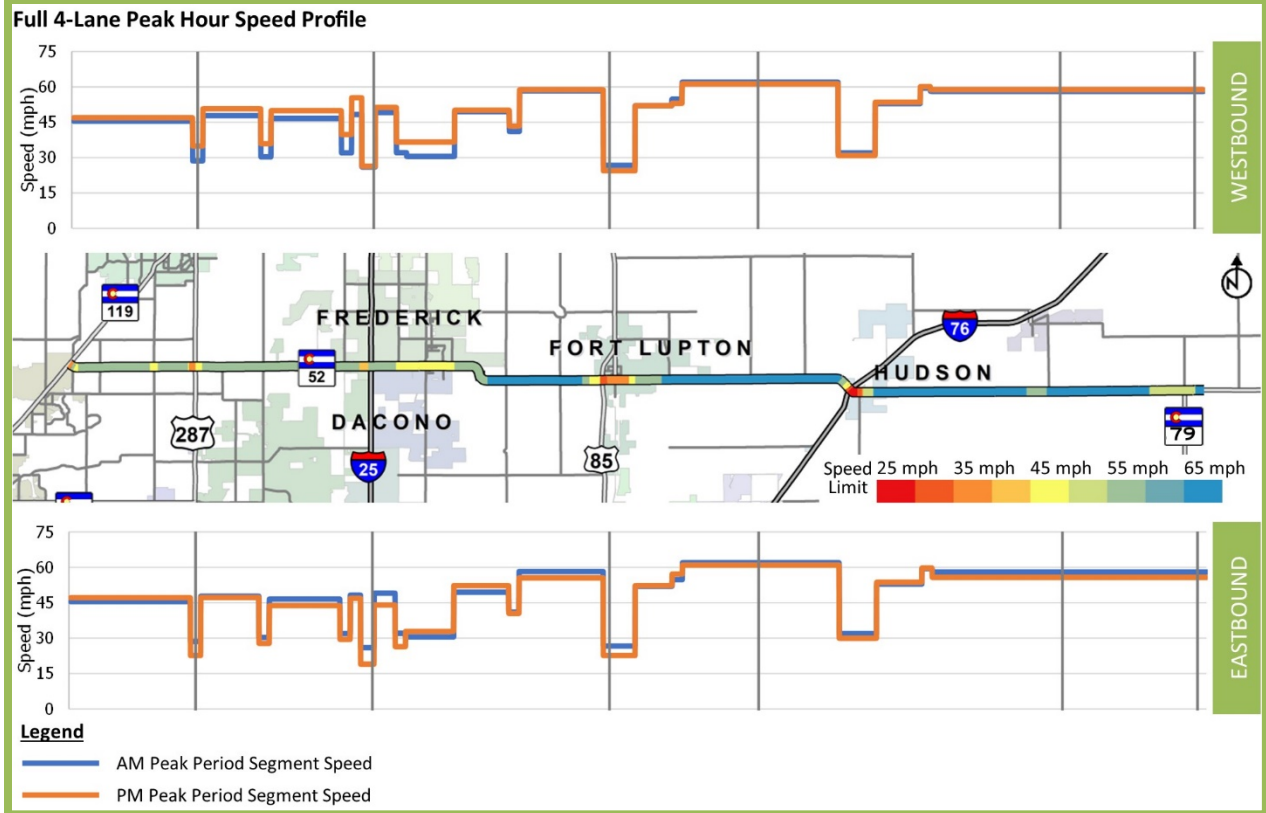 Full 4-Lane Peak Hour Speed Profile
75
60
45
30
15
0
Speed (mph)
WESTBOUND
119
FREDERICK
52
FORT LUPTON
76
HUDSON
N
287
DACONO
25
85
79
Speed Limit
25 mph 35 mph 45 mph 55 mph 65 mph
75
60
45
30
15
0
Speed (mph)
EASTBOUND
Legend
AM Peak Period Segment Speed
PM Peak Period Segment Speed